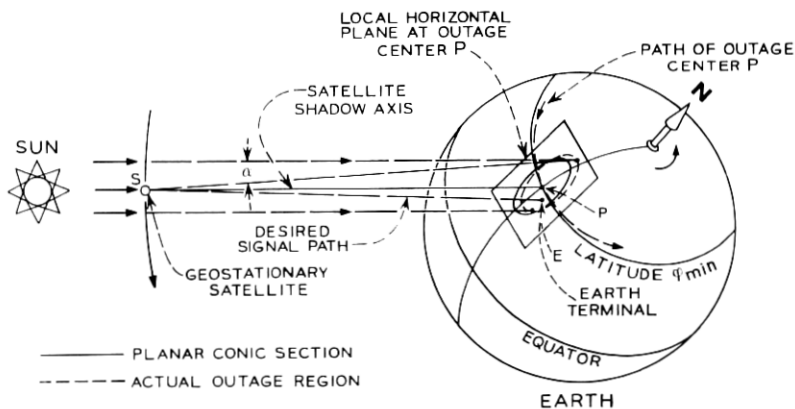 LOCAL HORIZONTAL
PLANE AT OUTAGE
CENTER P
PATH OF OUTAGE
CENTER P
N
SATELLITE
SHADOW AXIS
SUN
S
a
P
DESIRED
SIGNAL PATH
E
LATITUDE φmin
GEOSTATIONARY
SATELLITE
EARTH
TERMINAL
EQUATOR
PLANAR CONIC SECTION
ACTUAL OUTAGE REGION
EARTH